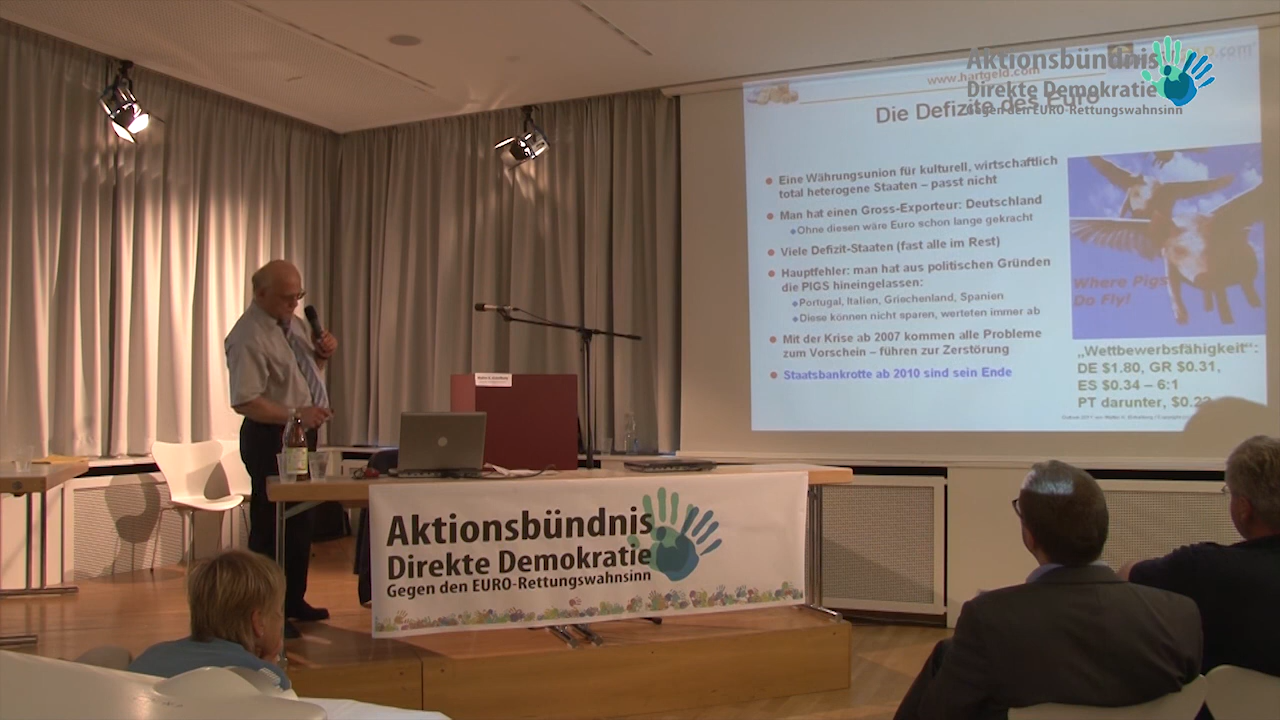 Aktionsbündnis
Direkte Demokratie
Gegen den EURO-Rettungswahnsinn
www.hartgeld.com
Die Defizite des Euro
Eine Währungsunion für kulturell, wirtschaftlich
total heterogene Staaten – passt nicht
Man hat einen Gross-Exporteur: Deutschland
Ohne diesen wäre Euro schon lange gekracht
Viele Defizit-Staaten (fast alle im Rest)
Hauptfehler: man hat aus politischen Gründen
die PIGS hineingelassen:
Portugal, Italien, Griechenland, Spanien
Diese können nicht sparen, werteten immer ab
Mit der Krise ab 2007 kommen alle Probleme
zum Vorschein – führen zur Zerstörung
Staatsbankrotte ab 2010 sind sein Ende
Where Pigs
Do Fly!
„Wettbewerbsfähigkeit“:
DE $1.80, GR $0.31,
ES $0.34 – 6:1
PT darunter,
Aktionsbündnis
Direkte Demokratie
Gegen den EURO-Rettungswahnsinn